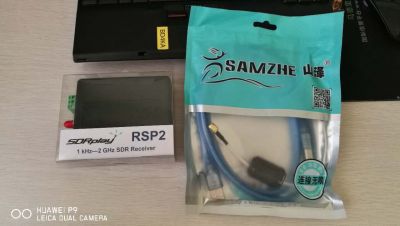 SDRplay
RSP2
1 kHz—2 GHz SDR Receiver
SAMZHE 山泽
HUAWEI P9
LEICA DUAL CAMERA